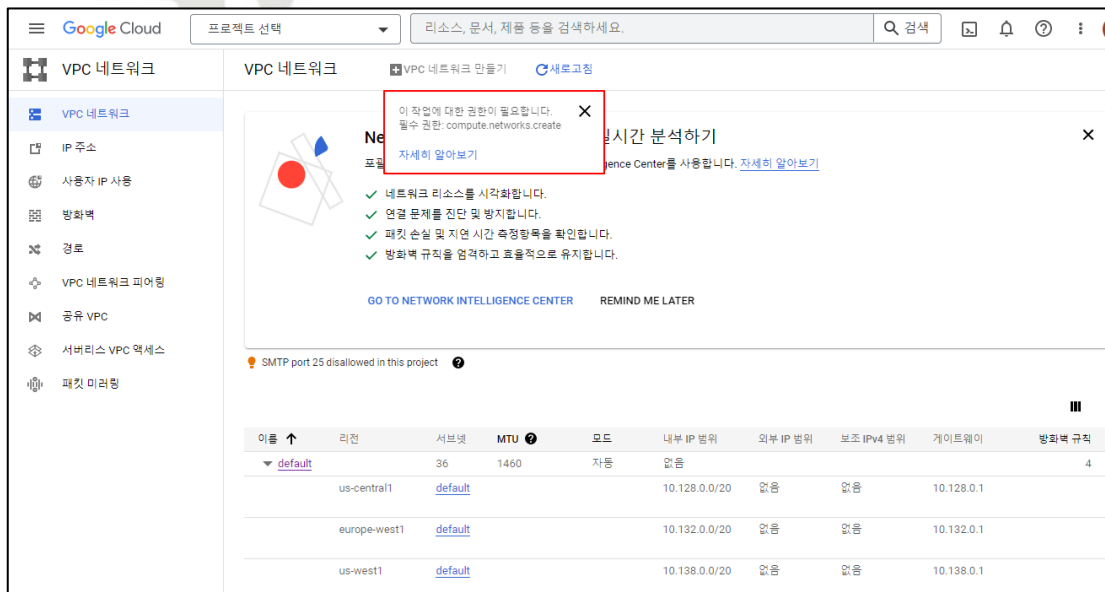 Google Cloud
프로젝트 선택
리소스, 문서, 제품 등을 검색하세요.
검색
VPC 네트워크
VPC 네트워크
VPC 네트워크 만들기
새로고침
VPC 네트워크
IP 주소
사용자 IP 사용
방화벽
경로
VPC 네트워크 피어링
공유 VPC
서버리스 VPC 액세스
패킷 미러링
이 작업에 대한 권한이 필요합니다.
필수 권한: compute.networks.create
자세히 알아보기
Ne
시간 분석하기
포괄
gence Center를 사용합니다. 자세히 알아보기
네트워크 리소스를 시각화합니다.
연결 문제를 진단 및 방지합니다.
패킷 손실 및 지연 시간 측정항목을 확인합니다.
방화벽 규칙을 엄격하고 효율적으로 유지합니다.
GO TO NETWORK INTELLIGENCE CENTER REMIND ME LATER
SMTP port 25 disallowed in this project
이름 리전 서브넷 MTU 모드 내부 IP 범위 외부 IP 범위 보조 IPv4 범위 게이트웨이 방화벽 규칙
default 36 1460 자동 없음 4
us-central1 default 10.128.0.0/20 없음 없음 10.128.0.1
europe-west1 default 10.132.0.0/20 없음 없음 10.132.0.1
us-west1 default 10.138.0.0/20 없음 없음 10.138.0.1